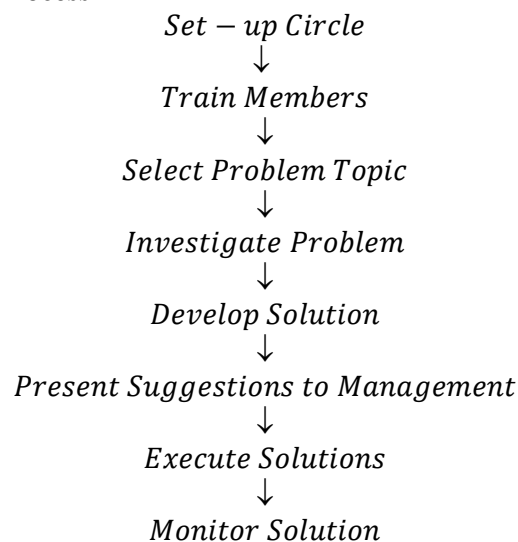 Set − up Circle
↓
Train Members
↓
Select Problem Topic
↓
Investigate Problem
↓
Develop Solution
↓
Present Suggestions to Management
↓
Execute Solutions
↓
Monitor Solution